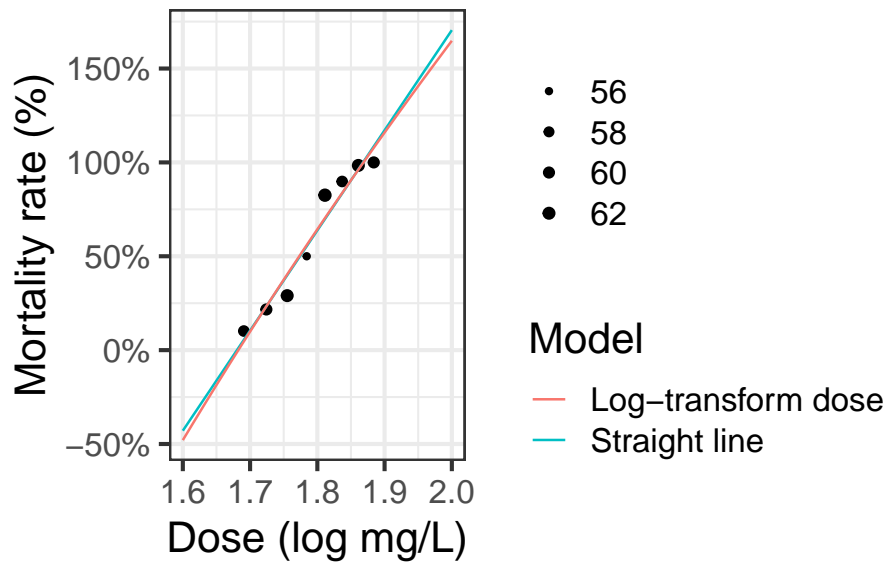 Mortality rate (%)
150%
100%
50%
0%
−50%
1.6 1.7 1.8 1.9 2.0
Dose (log mg/L)
56
58
60
62
Model
Log−transform dose
Straight line